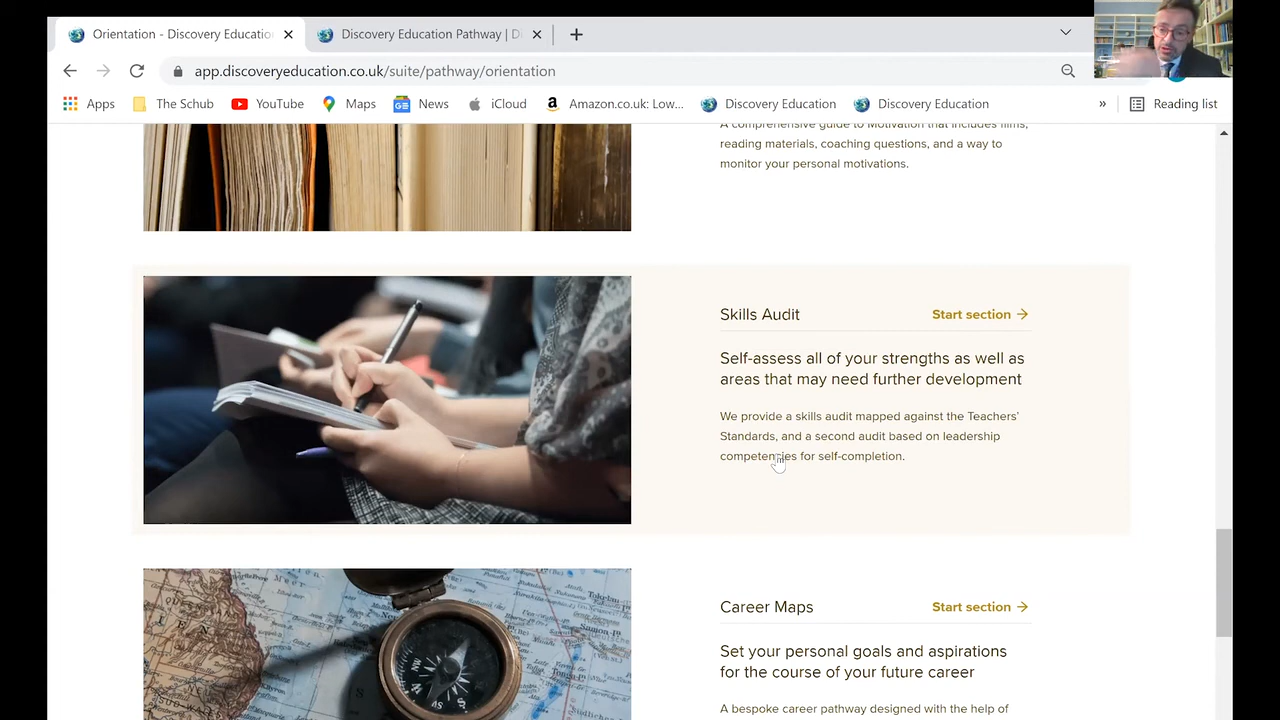 Orientation - Discovery Educatio
Discovery Education Pathway | D
app.discoveryeducation.co.uk/suite/pathway/orientation
Apps
The Schub
YouTube
Maps
News
iCloud
Amazon.co.uk: Low...
Discovery Education
Discovery Education
»
Reading list
A comprehensive guide to Motivation that includes films,
reading materials, coaching questions, and a way to
monitor your personal motivations.
Skills Audit
Start section →
Self-assess all of your strengths as well as
areas that may need further development
We provide a skills audit mapped against the Teachers'
Standards, and a second audit based on leadership
competencies for self-completion.
Career Maps
Start section →
Set your personal goals and aspirations
for the course of your future career
A bespoke career pathway designed with the help of